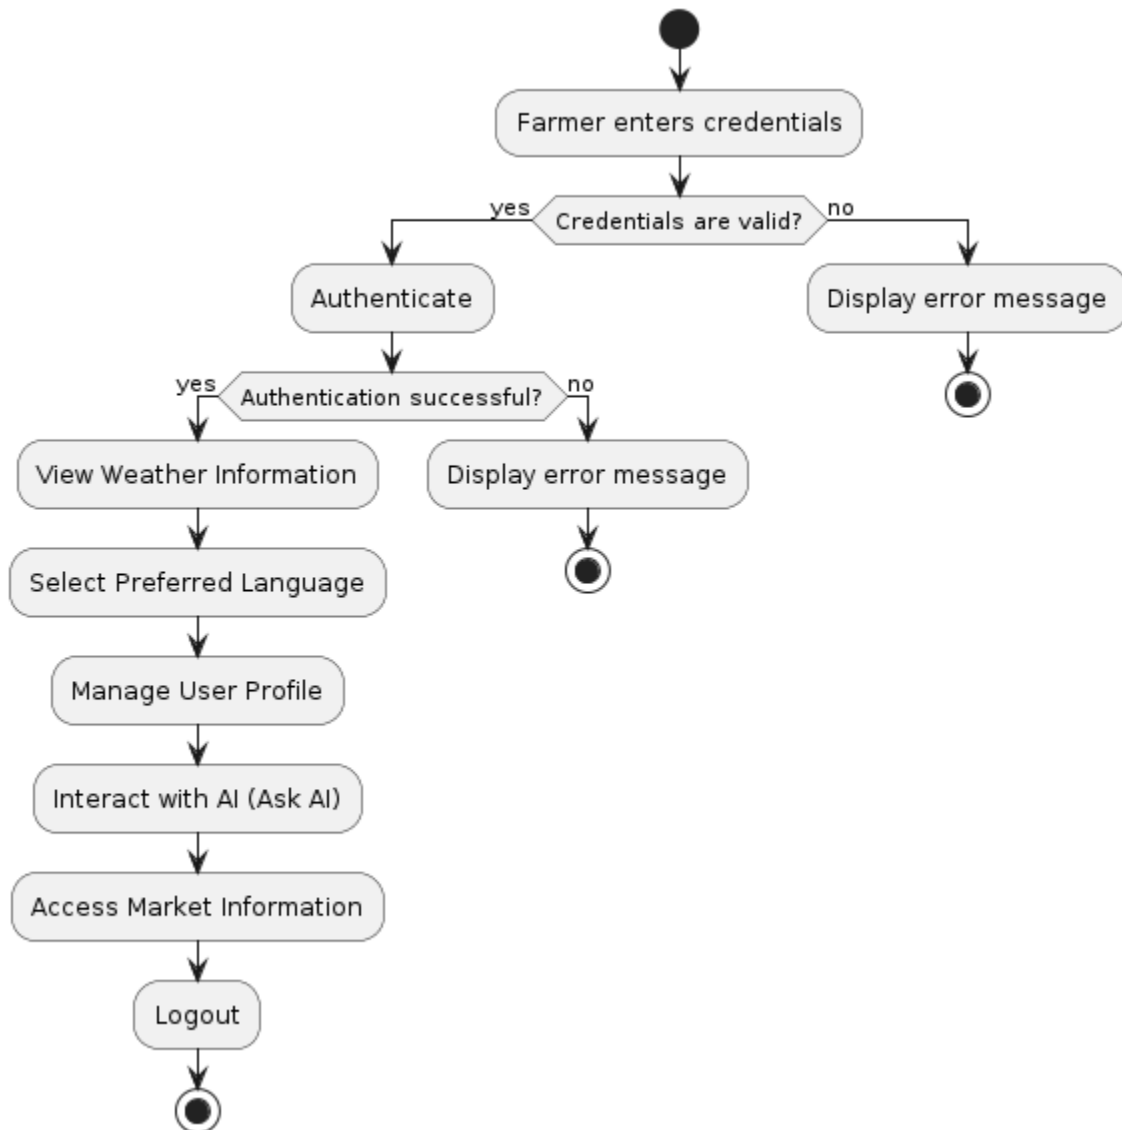 Farmer enters credentials
yes
Credentials are valid?
no
Authenticate
Display error message
yes
Authentication successful?
no
View Weather Information
Display error message
Select Preferred Language
Manage User Profile
Interact with AI (Ask AI)
Access Market Information
Logout